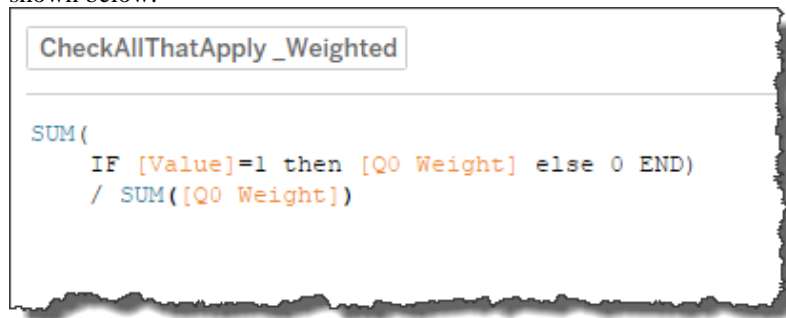 shown below.
CheckAllThatApply _Weighted
SUM(
IF [Value]=1 then [Q0 Weight] else 0 END)
/ SUM([Q0 Weight])